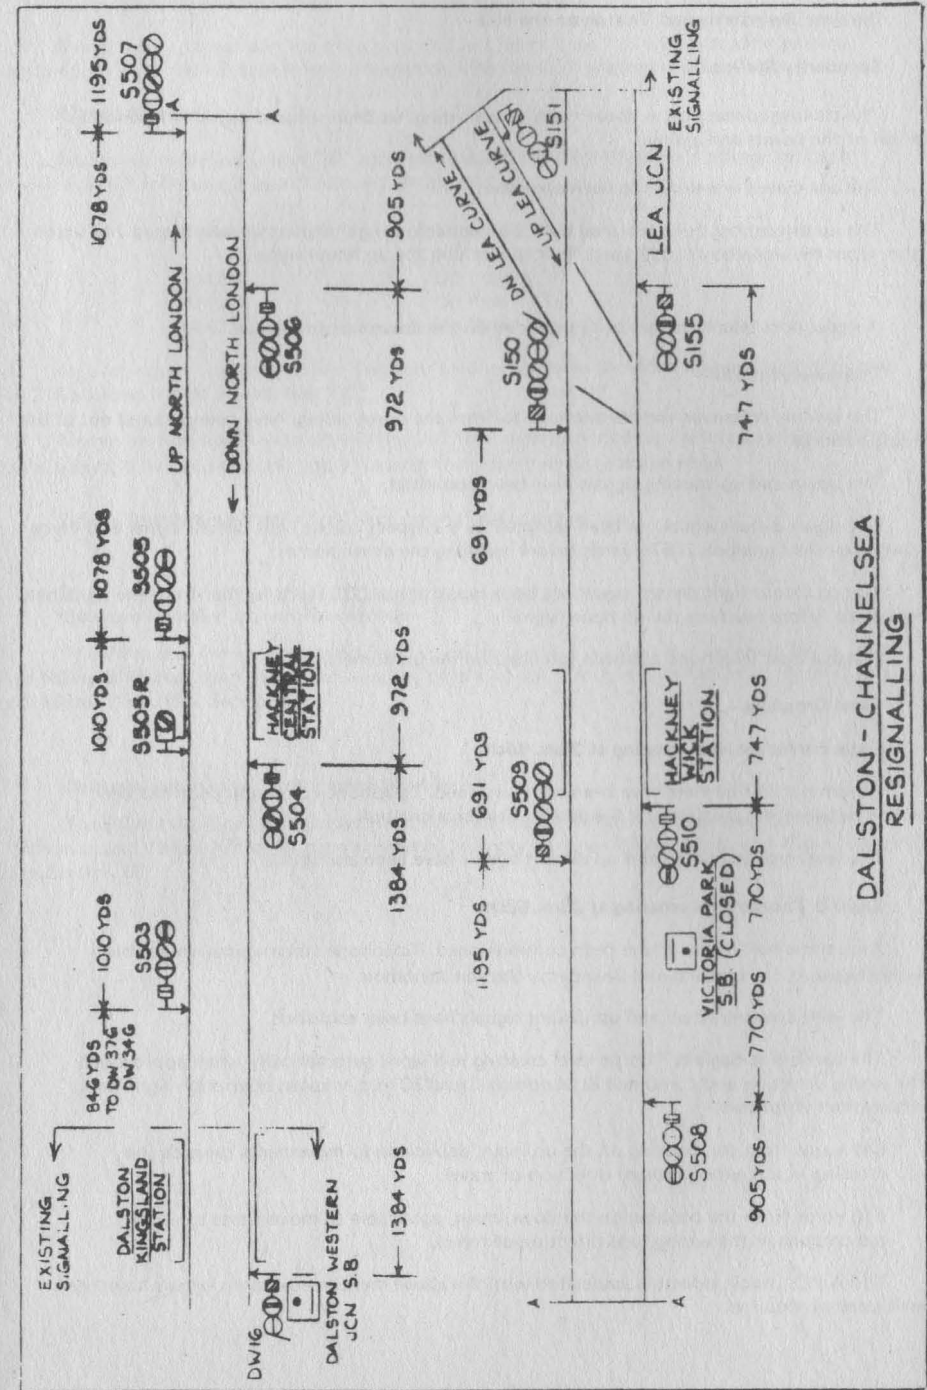 EXISTING
SIGNALLING
846 YDS
TO DW 37G
DW34G
1010 YDS
1010 YDS
1078 YDS
1078 YDS
1195 YDS
S503
S505R
S505
S507
A
A
DALSTON
KINGSLAND
STATION
UP NORTH LONDON
DOWN NORTH LONDON
DW16
DALSTON WESTERN
JCN S.B
S504
HACKNEY
CENTRAL
STATION
S506
1384 YDS
1384 YDS
972 YDS
972 YDS
905 YDS
1195 YDS
691 YDS
691 YDS
S509
S150
DN LEA CURVE
UP LEA CURVE
S151
A
A
S508
S510
HACKNEY
WICK
STATION
S155
LEA JCN.
EXISTING
SIGNALLING
VICTORIA PARK
S.B (CLOSED)
905 YDS
770 YDS
770 YDS
747 YDS
747 YDS
DALSTON - CHANNELSEA
RESIGNALLING